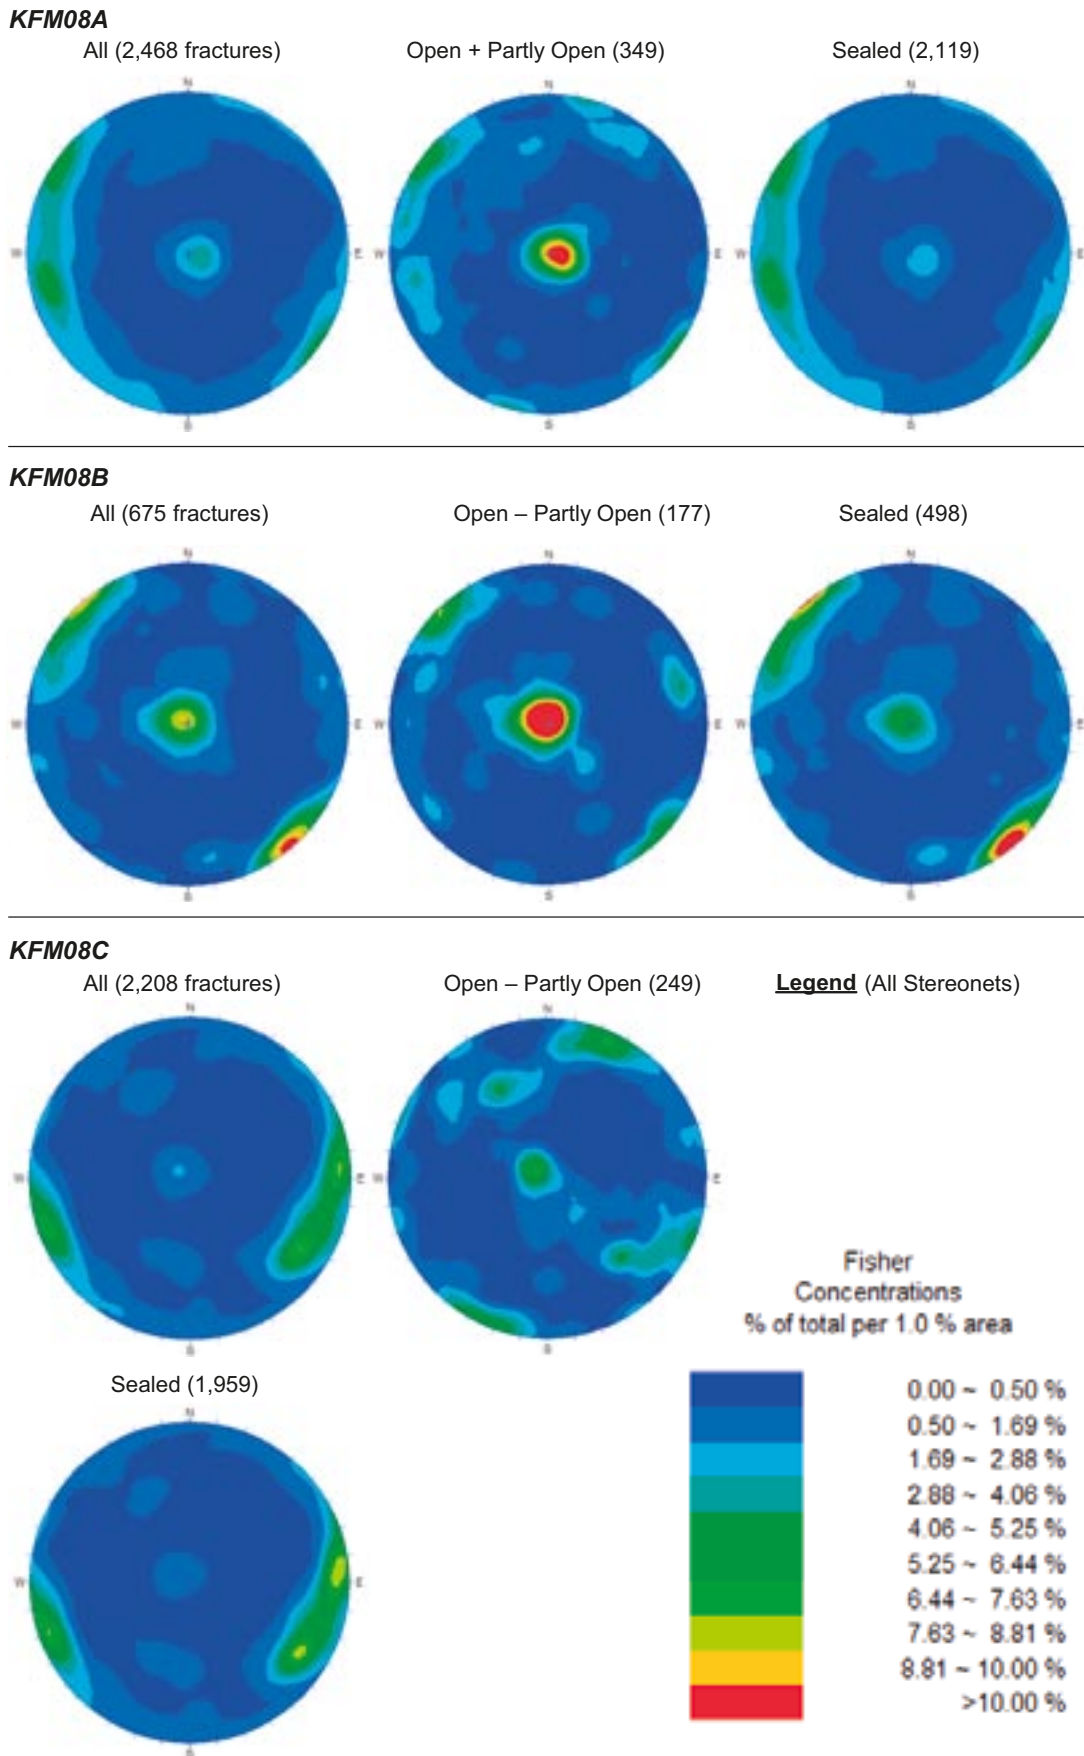 KFM08A
All (2,468 fractures) Open + Partly Open (349) Sealed (2,119)
N N N
W E W E W E
S S S
KFM08B
All (675 fractures) Open – Partly Open (177) Sealed (498)
N N N
W E W E W E
S S S
KFM08C
All (2,208 fractures) Open – Partly Open (249) Legend (All Stereonets)
N N
W E W E
S S
Fisher
Concentrations
% of total per 1.0 % area
Sealed (1,959)
0.00 ~ 0.50 %
0.50 ~ 1.69 %
1.69 ~ 2.88 %
2.88 ~ 4.06 %
4.06 ~ 5.25 %
5.25 ~ 6.44 %
6.44 ~ 7.63 %
7.63 ~ 8.81 %
8.81 ~ 10.00 %
>10.00 %
N
W E
S